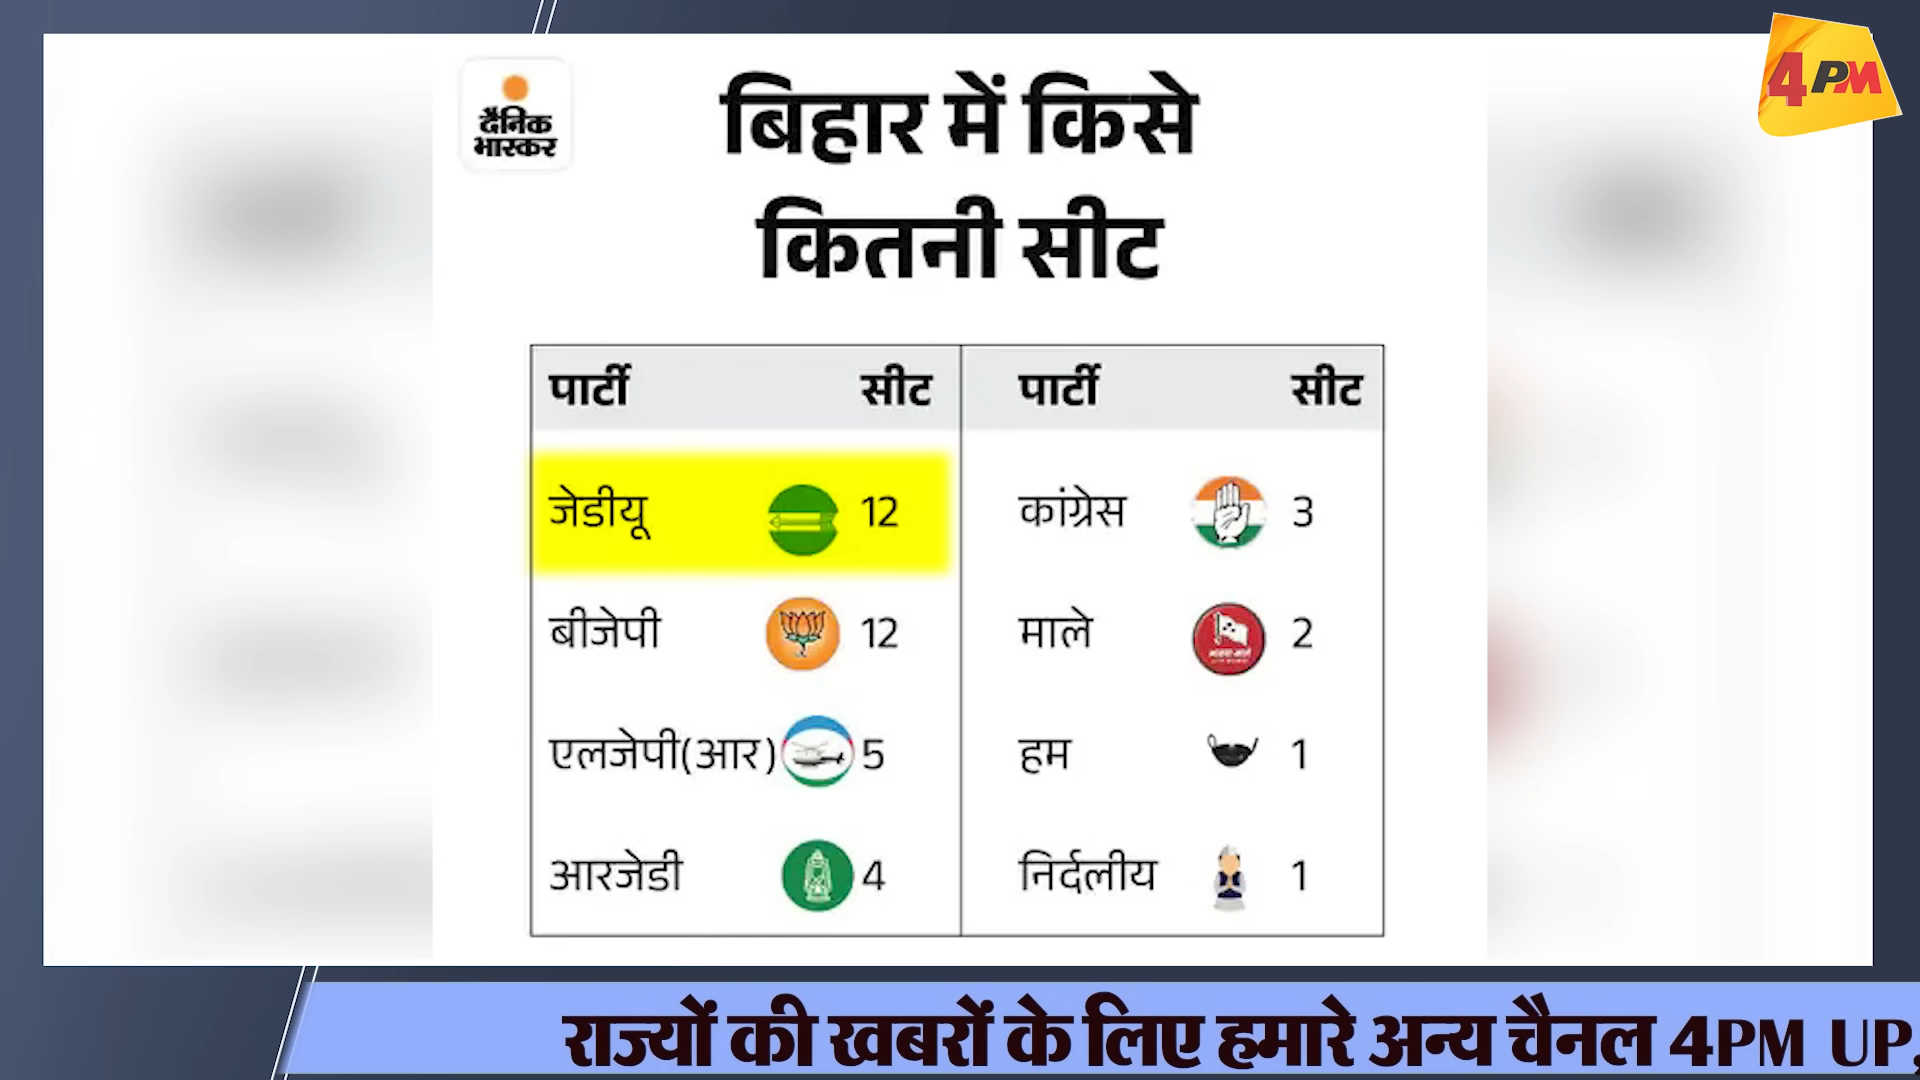 4PM
दैनिक
भास्कर
बिहार में किसे
कितनी सीट
पार्टी सीट पार्टी सीट
जेडीयू 12 कांग्रेस 3
बीजेपी 12 माले 2
एलजेपी(आर) 5 हम 1
आरजेडी 4 निर्दलीय 1
राज्यों की खबरों के लिए हमारे अन्य चैनल 4PM UP,